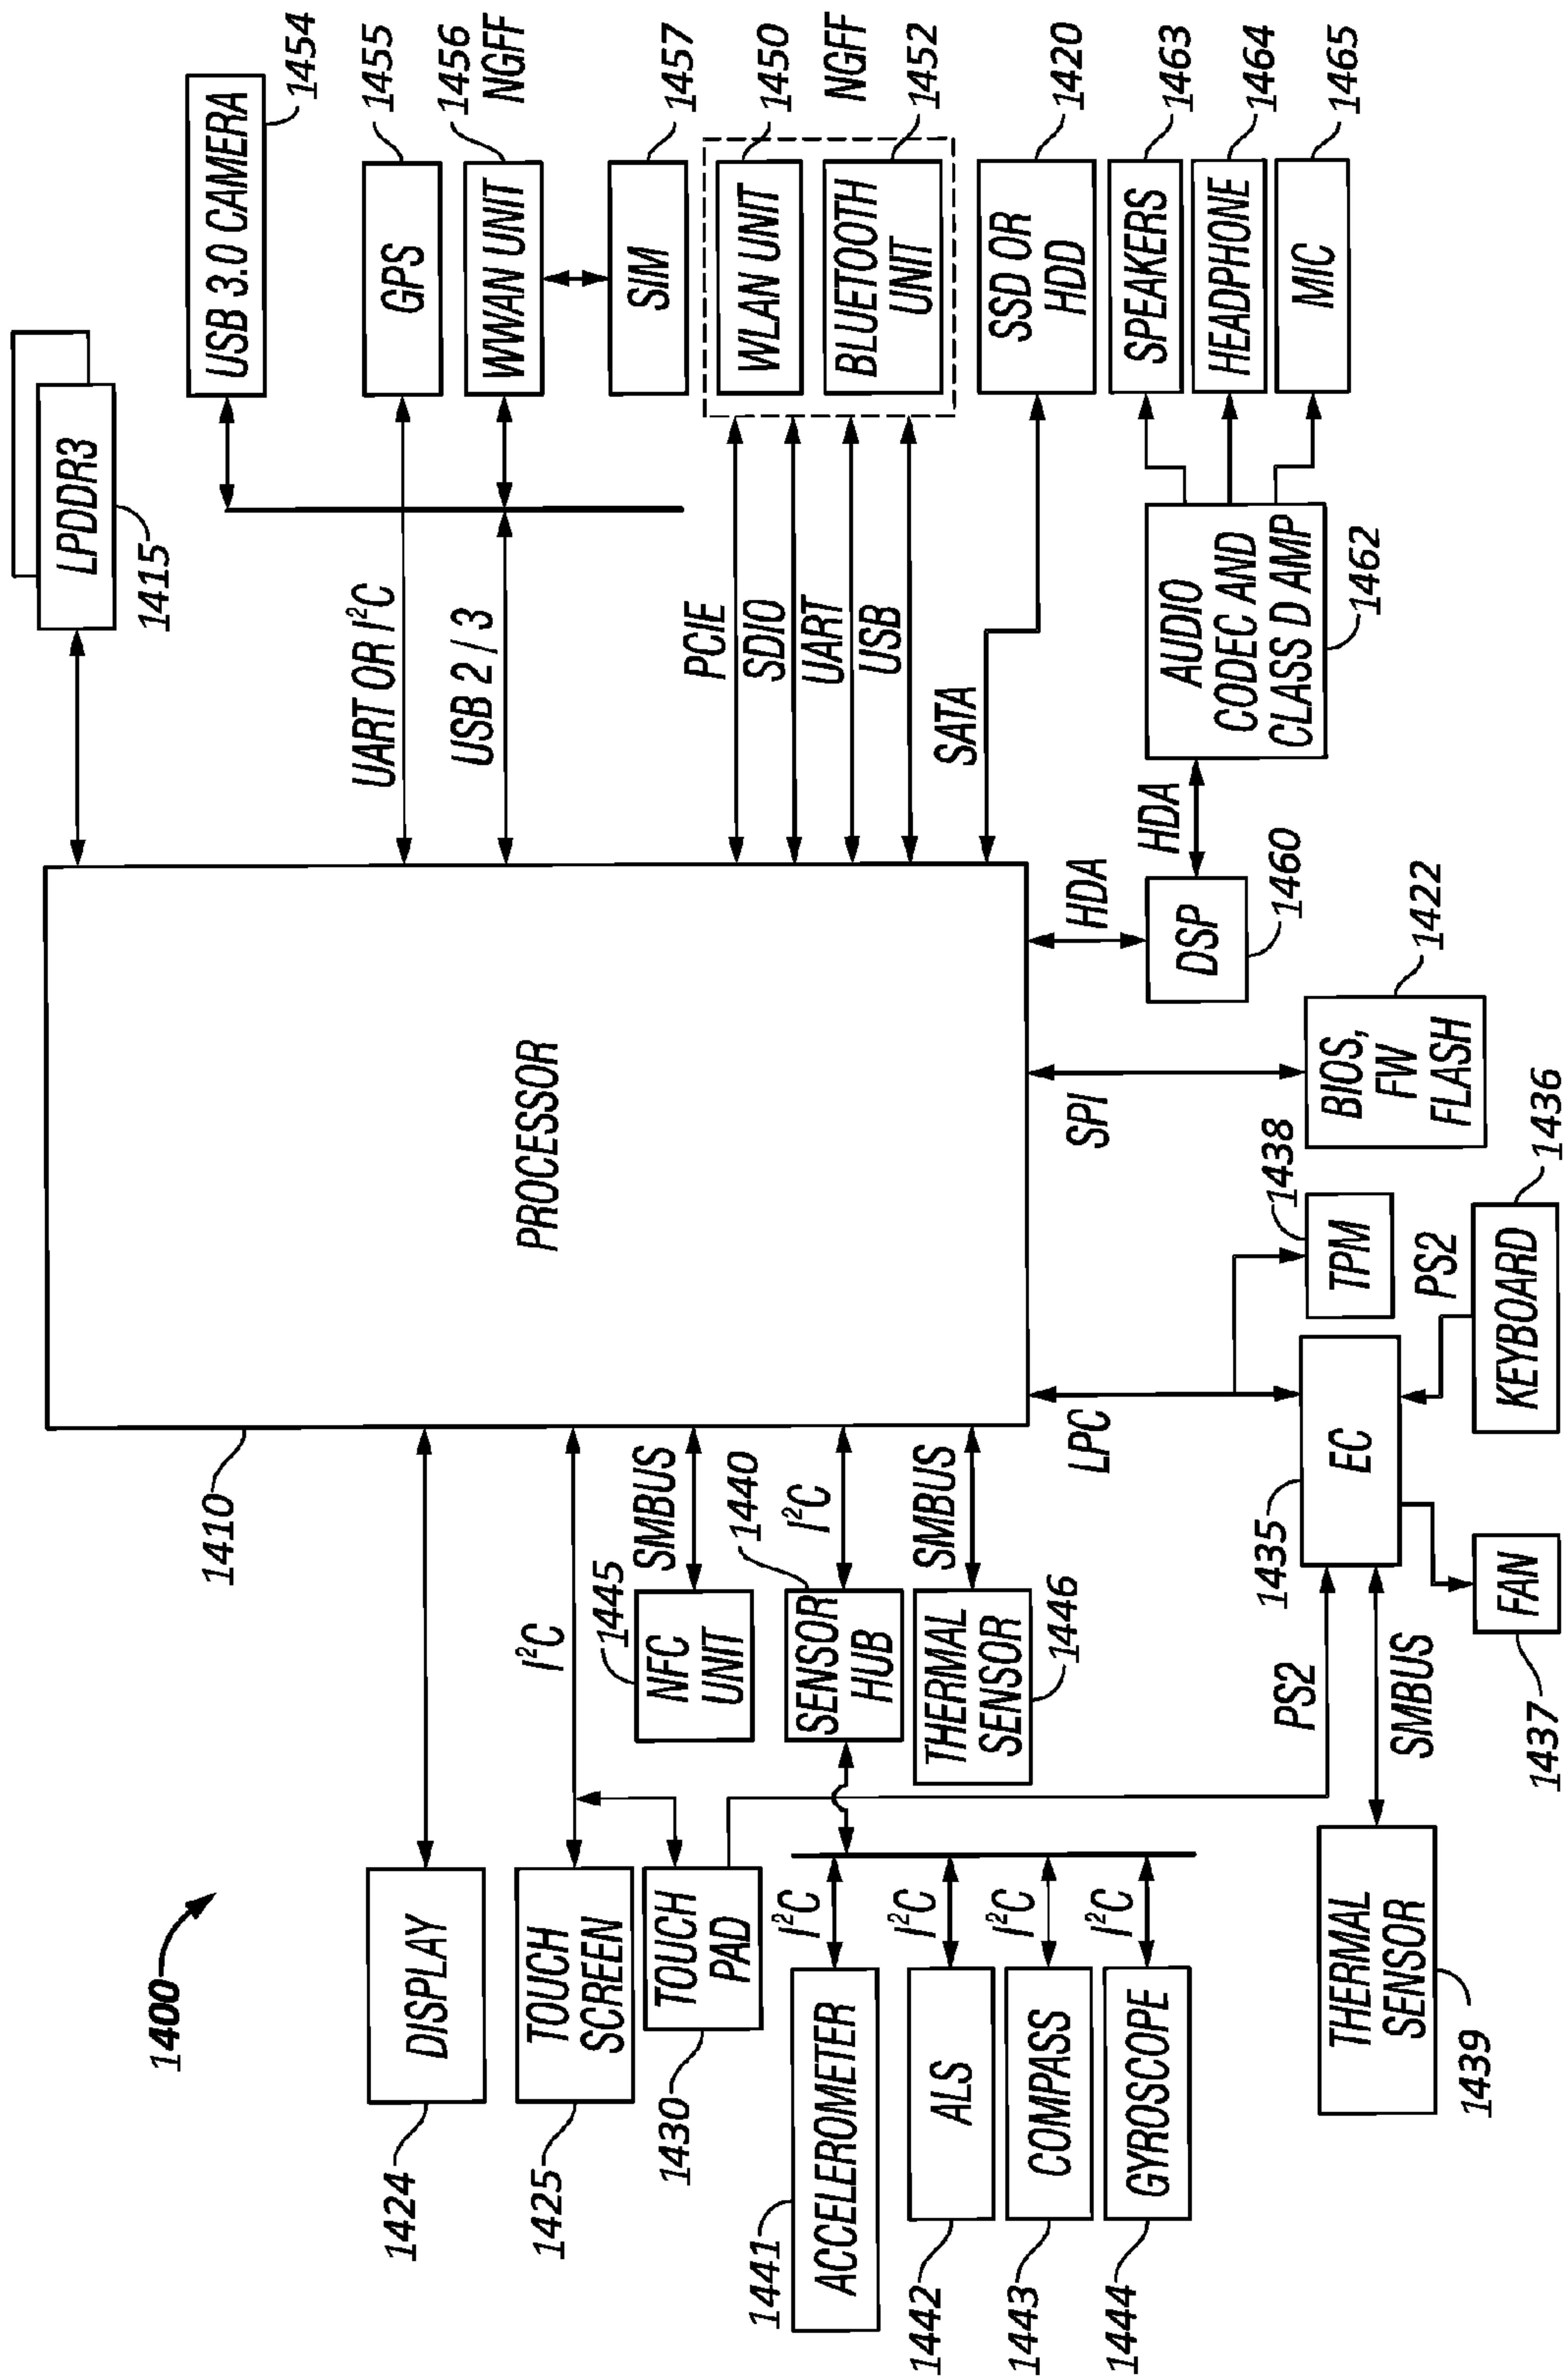 1400
LPDDR3
1415
USB 3.0 CAMERA
1454
1410
PROCESSOR
DISPLAY
1424
UART OR I²C
GPS
1455
USB 2 / 3
WWAN UNIT
1456
NGFF
I²C
TOUCH
SCREEN
1425
SIM
1457
TOUCH
PAD
1430
1445
NFC
UNIT
SMBUS
PCIE
SDIO
UART
USB
WLAN UNIT
1450
NGFF
BLUETOOTH
UNIT
1452
1440
SENSOR
HUB
I²C
1441
ACCELEROMETER
I²C
1442
ALS
I²C
1443
COMPASS
I²C
1444
GYROSCOPE
I²C
THERMAL
SENSOR
1446
SMBUS
SATA
SSD OR
HDD
1420
LPC
SPI
HDA
DSP
1460
HDA
AUDIO
CODEC AND
CLASS D AMP
1462
SPEAKERS
1463
HEADPHONE
1464
MIC
1465
PS2
1435
EC
TPM
1438
BIOS,
FW
FLASH
1422
THERMAL
SENSOR
1439
SMBUS
PS2
FAN
1437
KEYBOARD
1436